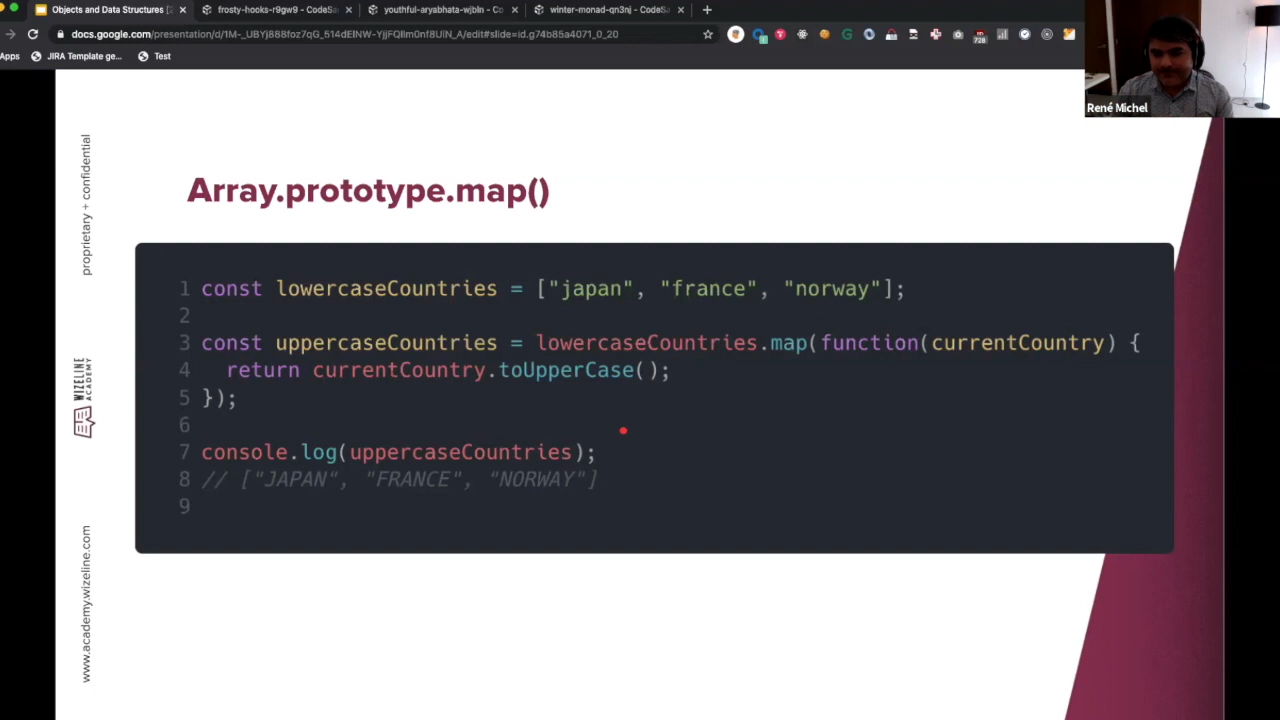 Objects and Data Structures [2
frosty-hooks-r9gw9 - CodeSa
youthful-aryabhata-wjbln - Co
winter-monad-qn3nj - CodeSa
Apps
JIRA Template ge...
Test
728
René Michel
proprietary + confidential
WIZELINE
ACADEMY
www.academy.wizeline.com
Array.prototype.map()
1 const lowercaseCountries = ["japan", "france", "norway"];
2
3 const uppercaseCountries = lowercaseCountries.map(function(currentCountry) {
4 return currentCountry.toUpperCase();
5 });
6
7 console.log(uppercaseCountries);
8 // ["JAPAN", "FRANCE", "NORWAY"]
9